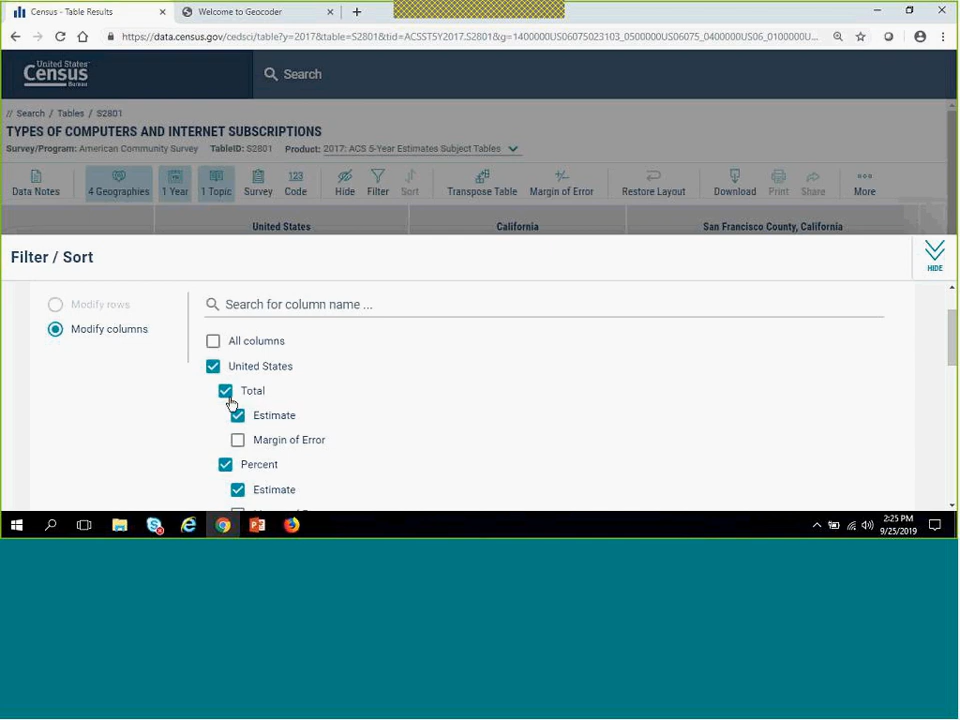 Census - Table Results
Welcome to Geocoder
https://data.census.gov/cedsci/table?y=2017&table=S2801&tid=ACSST5Y2017.S2801&g=1400000US06075023103_0500000US06075_0400000US06_0100000U...
United States®
Census
Bureau
Search
// Search / Tables / S2801
TYPES OF COMPUTERS AND INTERNET SUBSCRIPTIONS
Survey/Program: American Community Survey TableID: S2801 Product: 2017: ACS 5-Year Estimates Subject Tables
123
Data Notes 4 Geographies 1 Year 1 Topic Survey Code Hide Filter Sort Transpose Table Margin of Error Restore Layout Download Print Share More
United States California San Francisco County, California
Filter / Sort
HIDE
Modify rows
Search for column name ...
Modify columns
All columns
United States
Total
Estimate
Margin of Error
Percent
Estimate
2:25 PM
9/25/2019